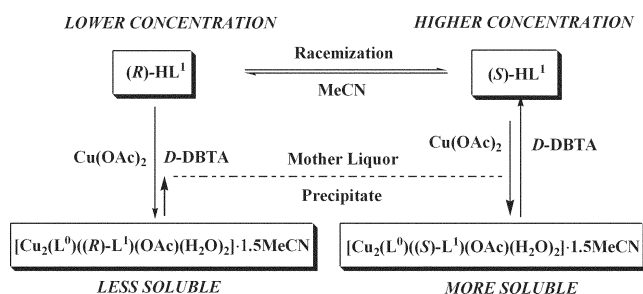 LOWER CONCENTRATION
HIGHER CONCENTRATION
(R)-HL¹
Racemization
MeCN
(S)-HL¹
Cu(OAc)₂
D-DBTA
Mother Liquor
Precipitate
Cu(OAc)₂
D-DBTA
[Cu₂(L⁰)((R)-L¹)(OAc)(H₂O)₂]·1.5MeCN
[Cu₂(L⁰)((S)-L¹)(OAc)(H₂O)₂]·1.5MeCN
LESS SOLUBLE
MORE SOLUBLE